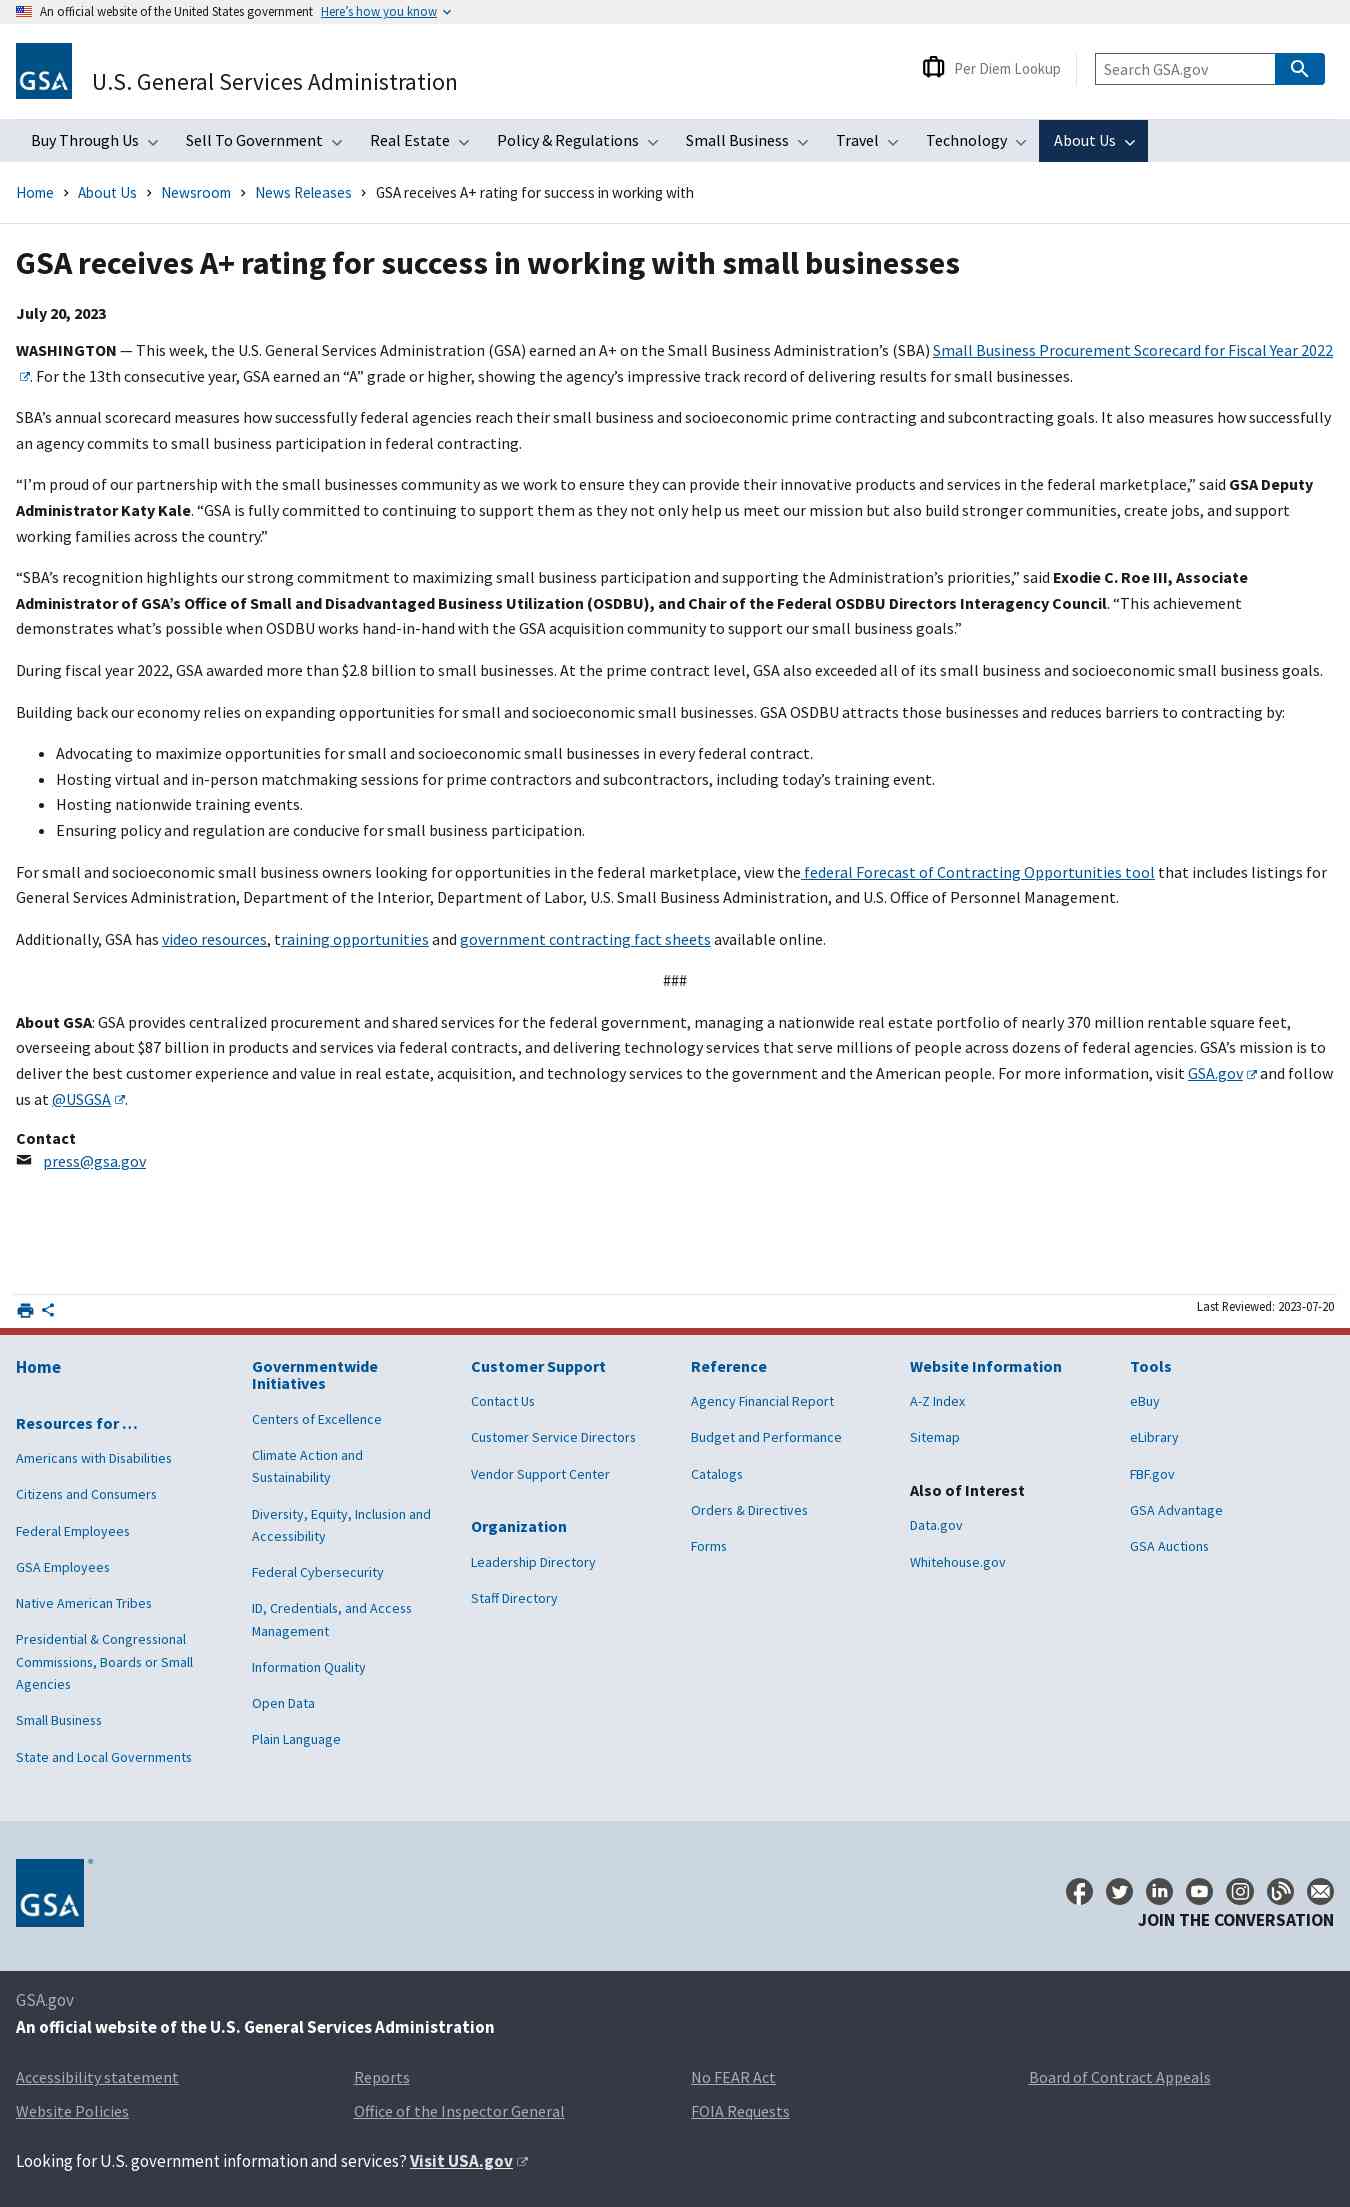 An official website of the United States government Here’s how you know
GSA
U.S. General Services Administration
Per Diem Lookup
Search GSA.gov
Buy Through Us Sell To Government Real Estate Policy & Regulations Small Business Travel Technology About Us
Home > About Us > Newsroom > News Releases > GSA receives A+ rating for success in working with
GSA receives A+ rating for success in working with small businesses
July 20, 2023
WASHINGTON — This week, the U.S. General Services Administration (GSA) earned an A+ on the Small Business Administration’s (SBA) Small Business Procurement Scorecard for Fiscal Year 2022
. For the 13th consecutive year, GSA earned an “A” grade or higher, showing the agency’s impressive track record of delivering results for small businesses.
SBA’s annual scorecard measures how successfully federal agencies reach their small business and socioeconomic prime contracting and subcontracting goals. It also measures how successfully
an agency commits to small business participation in federal contracting.
“I’m proud of our partnership with the small businesses community as we work to ensure they can provide their innovative products and services in the federal marketplace,” said GSA Deputy
Administrator Katy Kale. “GSA is fully committed to continuing to support them as they not only help us meet our mission but also build stronger communities, create jobs, and support
working families across the country.”
“SBA’s recognition highlights our strong commitment to maximizing small business participation and supporting the Administration’s priorities,” said Exodie C. Roe III, Associate
Administrator of GSA’s Office of Small and Disadvantaged Business Utilization (OSDBU), and Chair of the Federal OSDBU Directors Interagency Council. “This achievement
demonstrates what’s possible when OSDBU works hand-in-hand with the GSA acquisition community to support our small business goals.”
During fiscal year 2022, GSA awarded more than $2.8 billion to small businesses. At the prime contract level, GSA also exceeded all of its small business and socioeconomic small business goals.
Building back our economy relies on expanding opportunities for small and socioeconomic small businesses. GSA OSDBU attracts those businesses and reduces barriers to contracting by:
• Advocating to maximize opportunities for small and socioeconomic small businesses in every federal contract.
• Hosting virtual and in-person matchmaking sessions for prime contractors and subcontractors, including today’s training event.
• Hosting nationwide training events.
• Ensuring policy and regulation are conducive for small business participation.
For small and socioeconomic small business owners looking for opportunities in the federal marketplace, view the federal Forecast of Contracting Opportunities tool that includes listings for
General Services Administration, Department of the Interior, Department of Labor, U.S. Small Business Administration, and U.S. Office of Personnel Management.
Additionally, GSA has video resources, training opportunities and government contracting fact sheets available online.
###
About GSA: GSA provides centralized procurement and shared services for the federal government, managing a nationwide real estate portfolio of nearly 370 million rentable square feet,
overseeing about $87 billion in products and services via federal contracts, and delivering technology services that serve millions of people across dozens of federal agencies. GSA’s mission is to
deliver the best customer experience and value in real estate, acquisition, and technology services to the government and the American people. For more information, visit GSA.gov and follow
us at @USGSA .
Contact
press@gsa.gov
Last Reviewed: 2023-07-20
Home
Resources for …
Americans with Disabilities
Citizens and Consumers
Federal Employees
GSA Employees
Native American Tribes
Presidential & Congressional
Commissions, Boards or Small
Agencies
Small Business
State and Local Governments
Governmentwide
Initiatives
Centers of Excellence
Climate Action and
Sustainability
Diversity, Equity, Inclusion and
Accessibility
Federal Cybersecurity
ID, Credentials, and Access
Management
Information Quality
Open Data
Plain Language
Customer Support
Contact Us
Customer Service Directors
Vendor Support Center
Organization
Leadership Directory
Staff Directory
Reference
Agency Financial Report
Budget and Performance
Catalogs
Orders & Directives
Forms
Website Information
A-Z Index
Sitemap
Also of Interest
Data.gov
Whitehouse.gov
Tools
eBuy
eLibrary
FBF.gov
GSA Advantage
GSA Auctions
GSA
JOIN THE CONVERSATION
GSA.gov
An official website of the U.S. General Services Administration
Accessibility statement Reports No FEAR Act Board of Contract Appeals
Website Policies Office of the Inspector General FOIA Requests
Looking for U.S. government information and services? Visit USA.gov